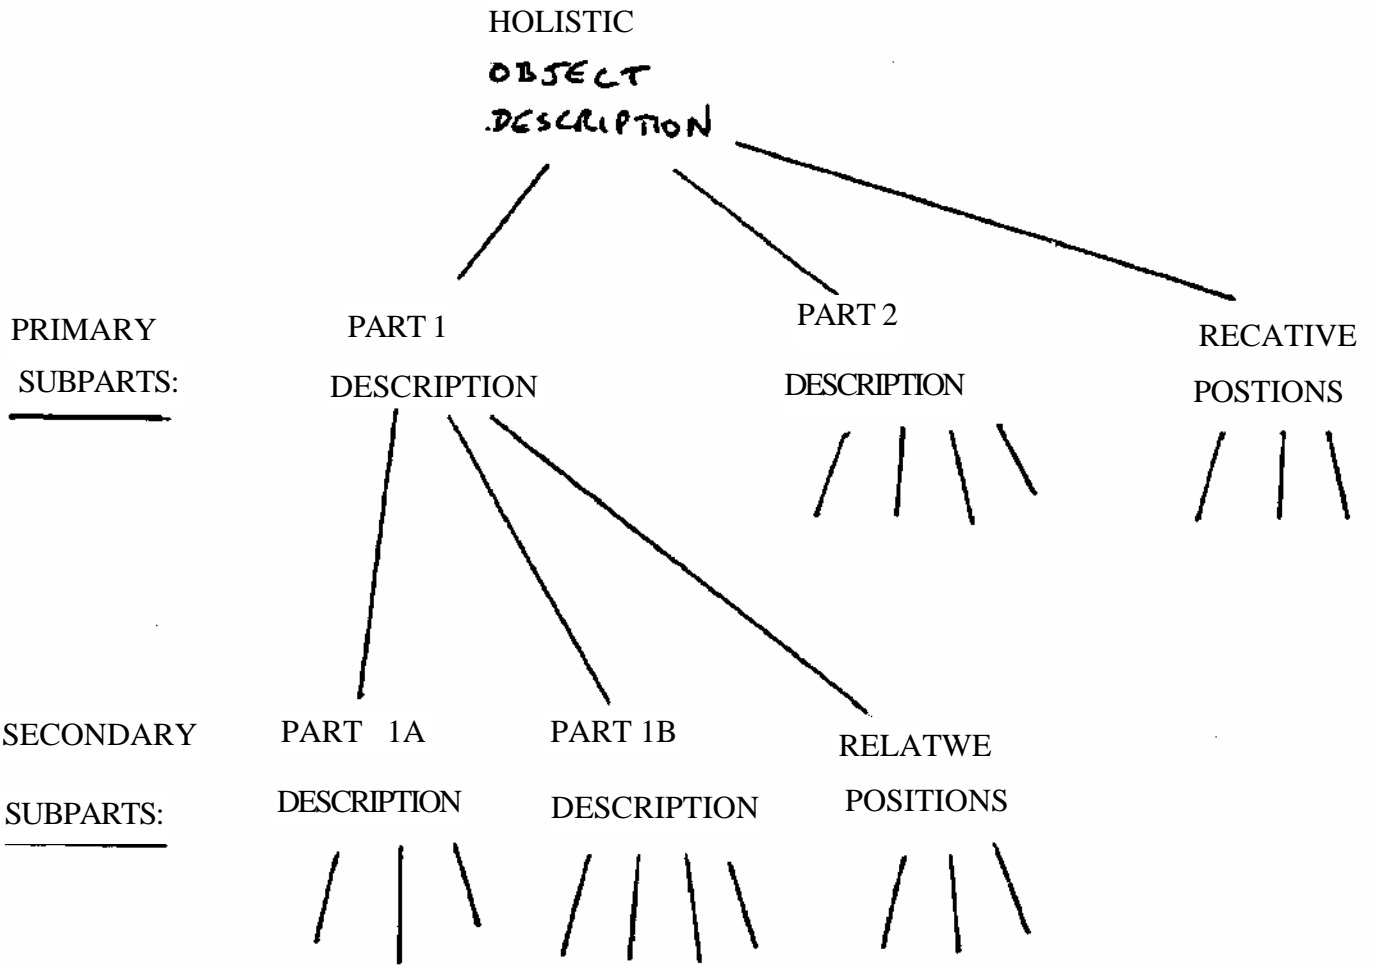 HOLISTIC
OBJECT
DESCRIPTION
PRIMARY
SUBPARTS:
PART 1
DESCRIPTION
PART 2
DESCRIPTION
RECATIVE
POSTIONS
SECONDARY
SUBPARTS:
PART 1A
DESCRIPTION
PART 1B
DESCRIPTION
RELATWE
POSITIONS